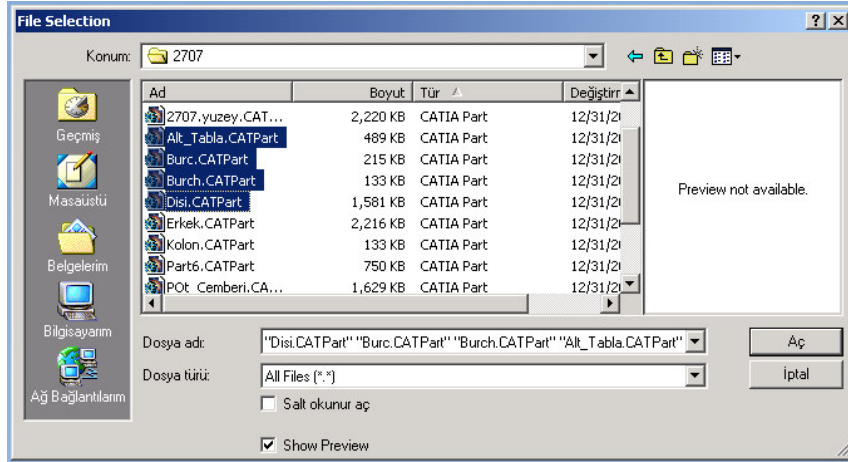 File Selection
Konum: 2707
Geçmiş
Masaüstü
Belgelerim
Bilgisayarım
Ağ Bağlantılarım
Ad Boyut Tür Değiştirr
2707.yuzey.CAT... 2,220 KB CATIA Part 12/31/2
Alt_Tabla.CATPart 489 KB CATIA Part 12/31/2
Burc.CATPart 215 KB CATIA Part 12/31/2
Burch.CATPart 133 KB CATIA Part 12/31/2
Disi.CATPart 1,581 KB CATIA Part 12/31/2
Erkek.CATPart 2,216 KB CATIA Part 12/31/2
Kolon.CATPart 133 KB CATIA Part 12/31/2
Part6.CATPart 750 KB CATIA Part 12/31/2
POt_Cemberi.CA... 1,629 KB CATIA Part 12/31/2
Preview not available.
Dosya adı: "Disi.CATPart" "Burc.CATPart" "Burch.CATPart" "Alt_Tabla.CATPart" Aç
Dosya türü: All Files (*.*) İptal
Salt okunur aç
Show Preview